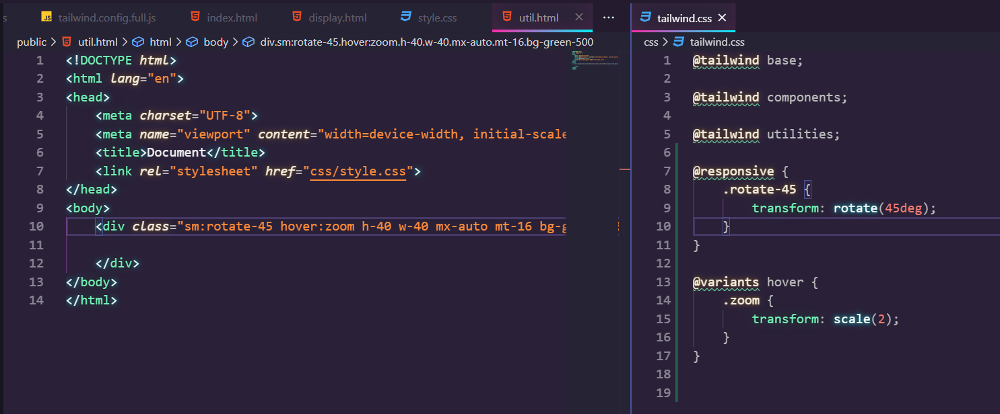 s
JS tailwind.config.full.js
index.html
display.html
style.css
util.html
public > util.html > html > body > div.sm:rotate-45.hover:zoom.h-40.w-40.mx-auto.mt-16.bg-green-500
1 <!DOCTYPE html>
2 <html lang="en">
3 <head>
4 <meta charset="UTF-8">
5 <meta name="viewport" content="width=device-width, initial-scale
6 <title>Document</title>
7 <link rel="stylesheet" href="css/style.css">
8 </head>
9 <body>
10 <div class="sm:rotate-45 hover:zoom h-40 w-40 mx-auto mt-16 bg-g
11
12 </div>
13 </body>
14 </html>
tailwind.css
css > tailwind.css
1 @tailwind base;
2
3 @tailwind components;
4
5 @tailwind utilities;
6
7 @responsive {
8 .rotate-45 {
9 transform: rotate(45deg);
10 }
11 }
12
13 @variants hover {
14 .zoom {
15 transform: scale(2);
16 }
17 }
18
19